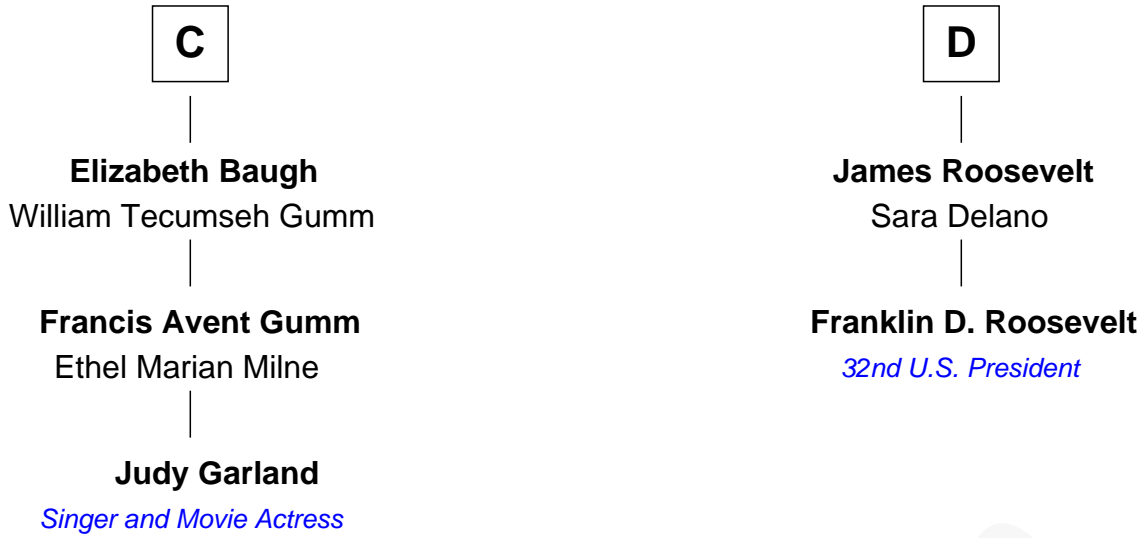 C
Elizabeth Baugh
William Tecumseh Gumm
Francis Avent Gumm
Ethel Marian Milne
Judy Garland
Singer and Movie Actress
D
James Roosevelt
Sara Delano
Franklin D. Roosevelt
32nd U.S. President